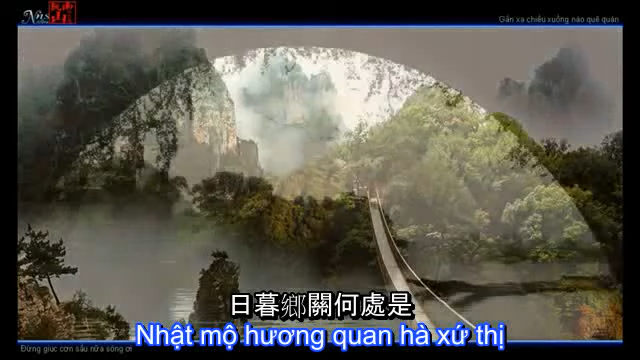 Gần xa chiều xuống nào quê quán
日暮鄉關何處是
Nhật mộ hương quan hà xứ thị
Đừng giục cơn sầu nữa sóng ơi